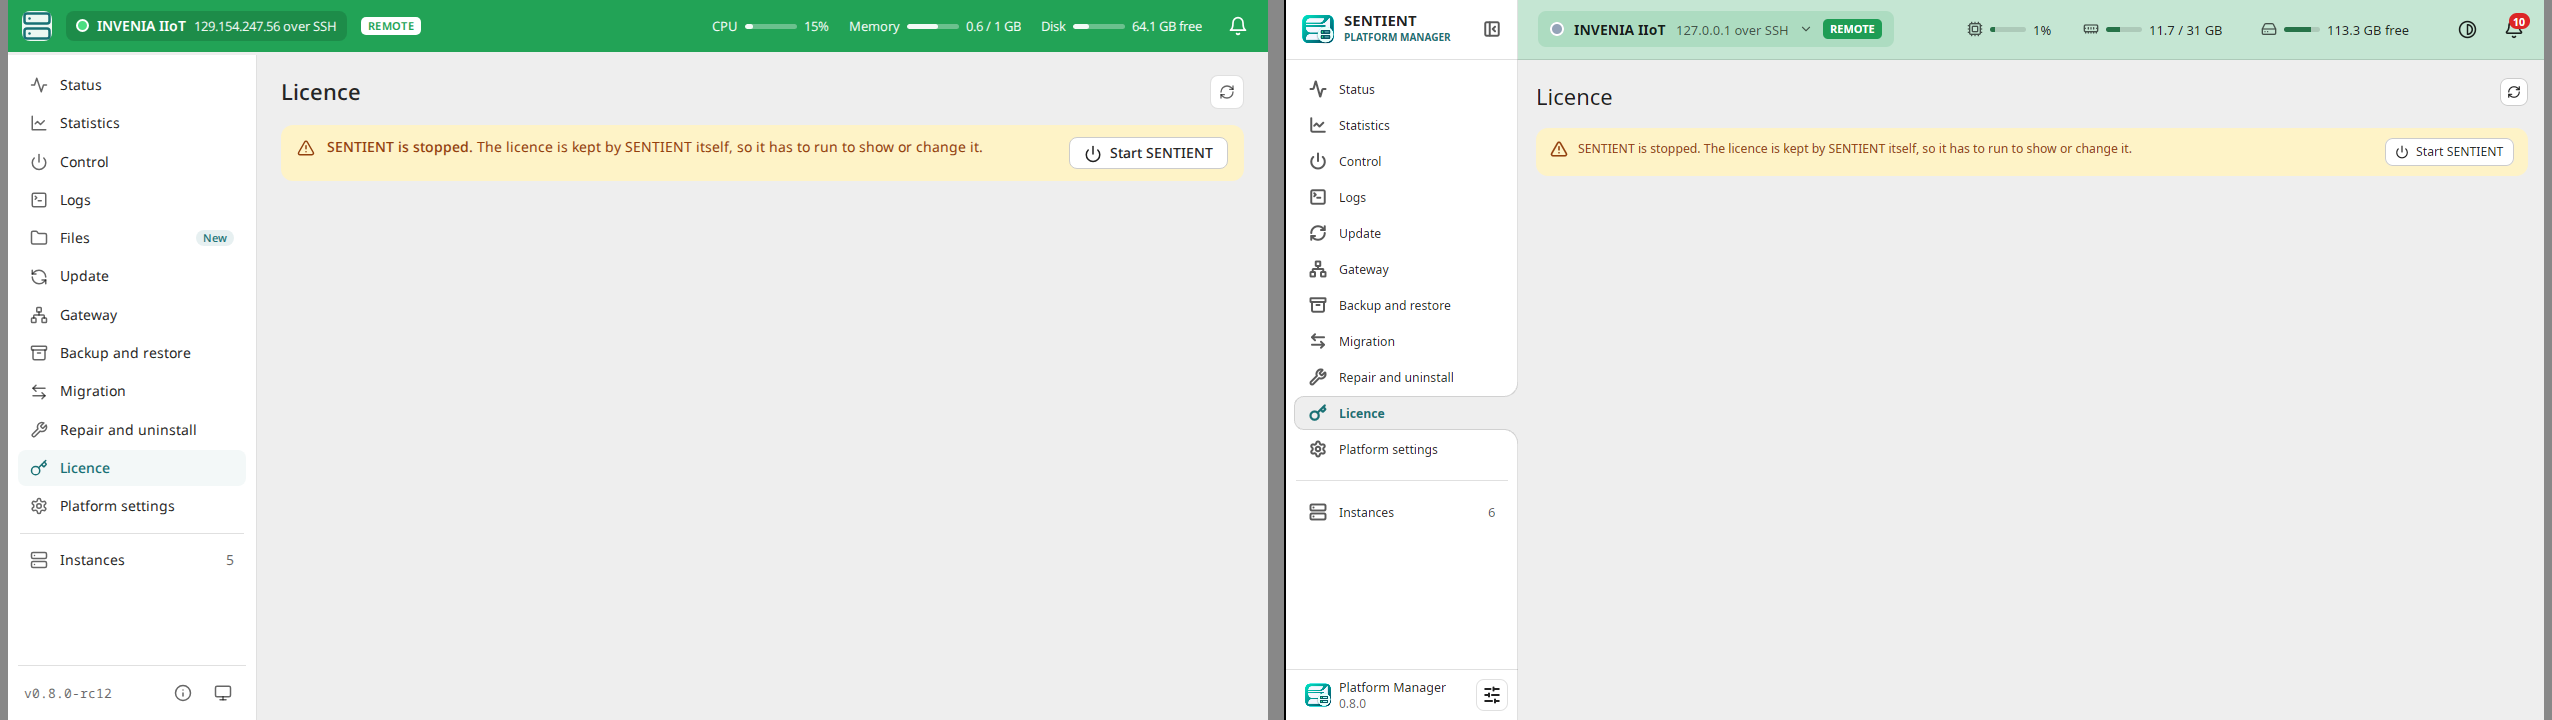 INVENIA IIoT 129.154.247.56 over SSH REMOTE CPU 15% Memory 0.6 / 1 GB Disk 64.1 GB free
Status
Statistics
Control
Logs
Files New
Update
Gateway
Backup and restore
Migration
Repair and uninstall
Licence
Platform settings
Instances 5
v0.8.0-rc12
Licence
SENTIENT is stopped. The licence is kept by SENTIENT itself, so it has to run to show or change it. Start SENTIENT
SENTIENT
PLATFORM MANAGER
INVENIA IIoT 127.0.0.1 over SSH REMOTE 1% 11.7 / 31 GB 113.3 GB free 10
Status
Statistics
Control
Logs
Update
Gateway
Backup and restore
Migration
Repair and uninstall
Licence
Platform settings
Instances 6
Platform Manager
0.8.0
Licence
SENTIENT is stopped. The licence is kept by SENTIENT itself, so it has to run to show or change it. Start SENTIENT